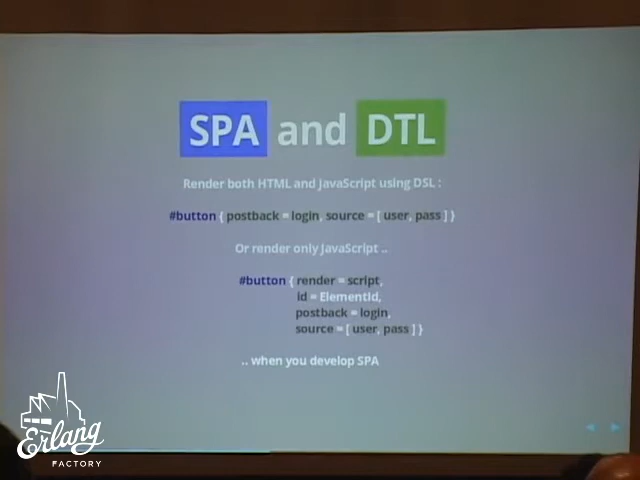 SPA and DTL
Render both HTML and JavaScript using DSL :
#button { postback = login, source = [ user, pass ] }
Or render only JavaScript ..
#button { render = script,
id = ElementId,
postback = login,
source = [ user, pass ] }
.. when you develop SPA
Erlang
FACTORY